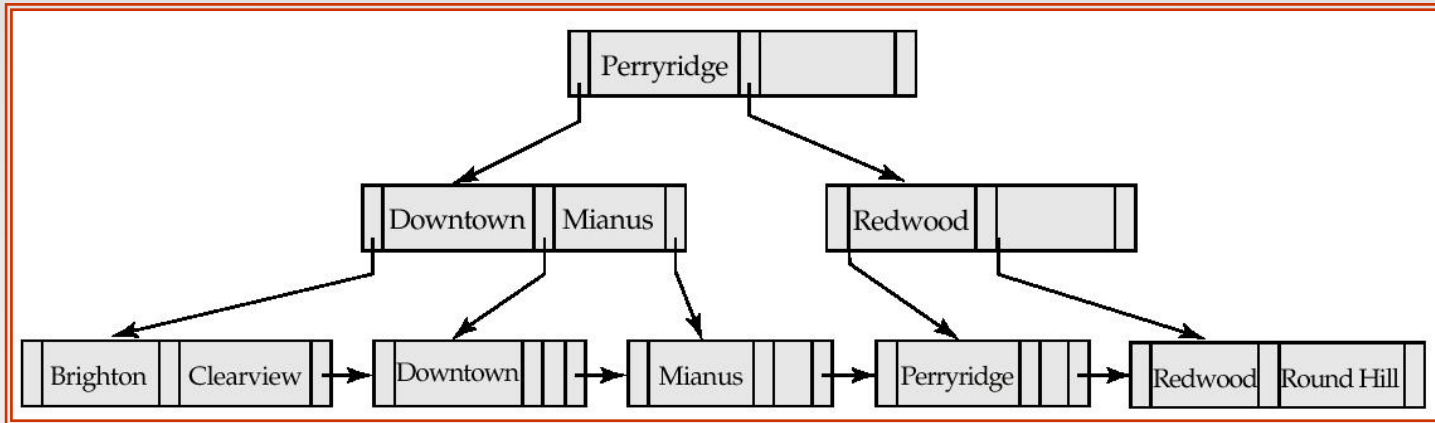 Perryridge
Downtown Mianus Redwood
Brighton Clearview Downtown Mianus Perryridge Redwood Round Hill